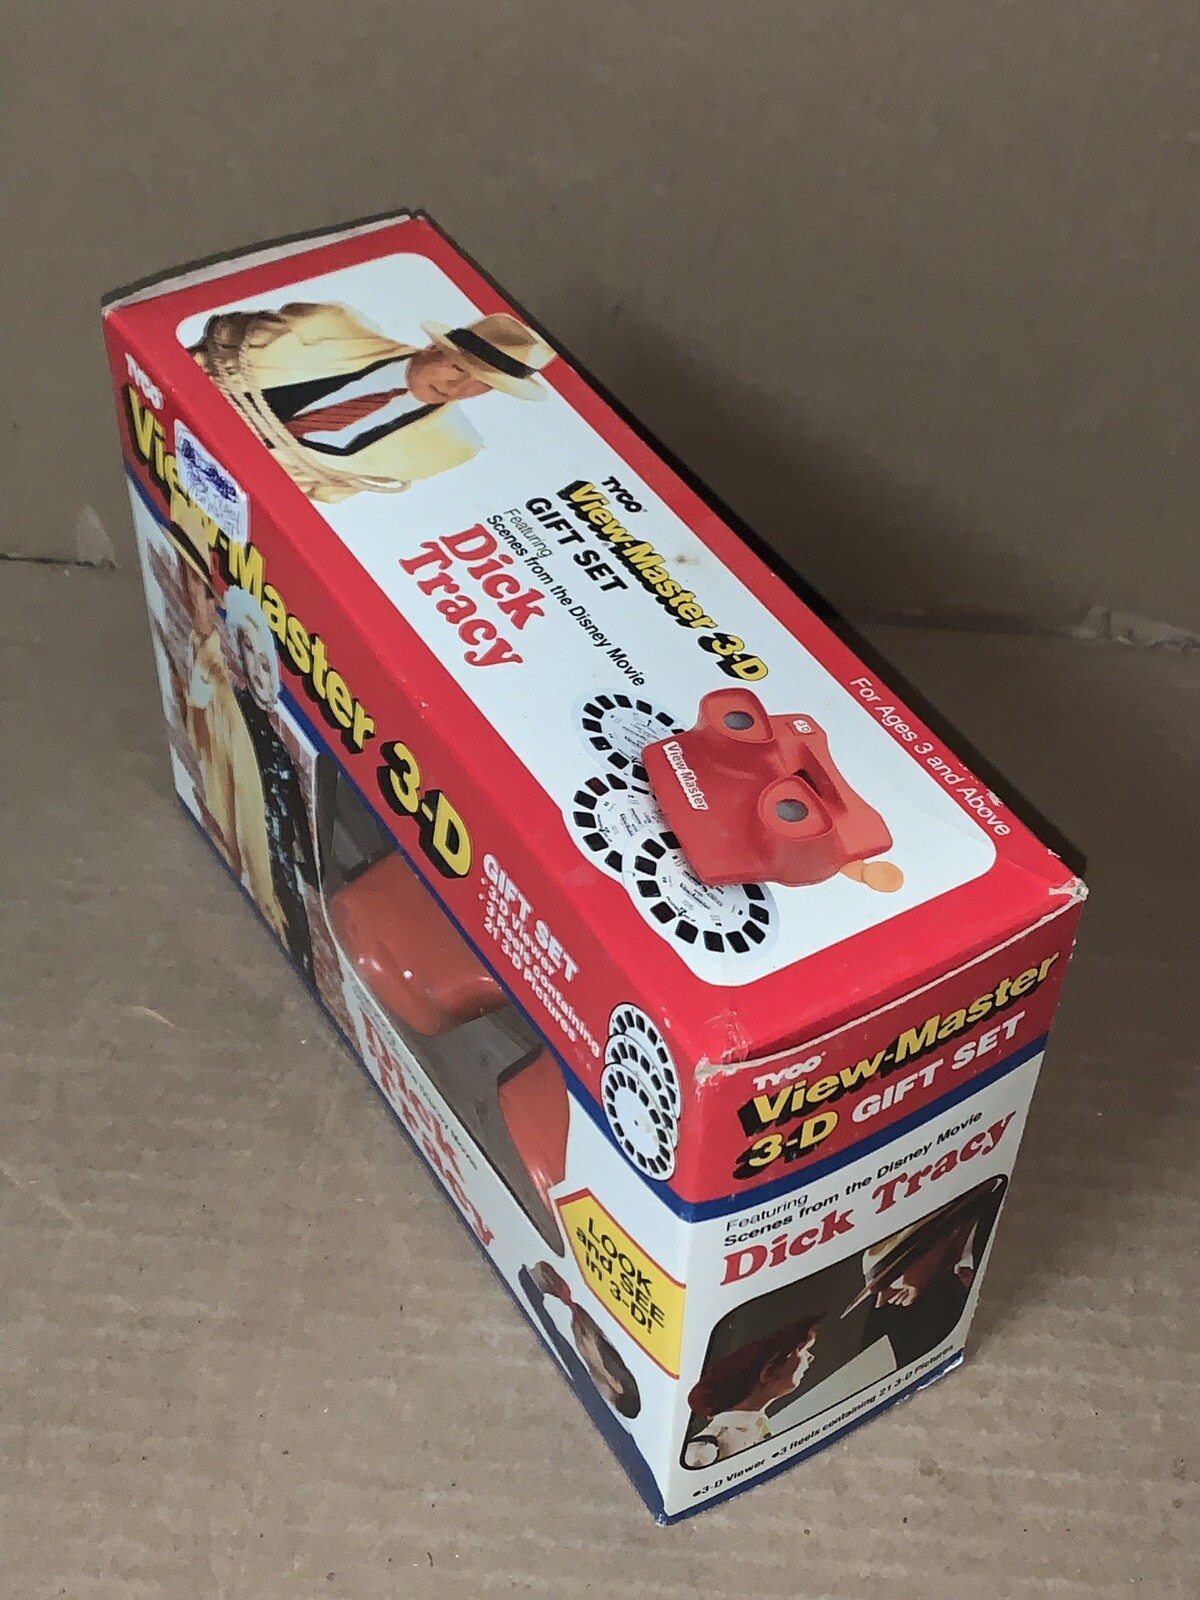 TYCO
View-Master 3-D
GIFT SET
Featuring
Scenes from the Disney Movie
Dick
Tracy
For Ages 3 and Above
3-D
View-Master
TYCO
View-Master 3-D
GIFT SET
3-D Viewer
3 Reels containing
21 3-D Pictures
Dick
Tracy
LOOK
and SEE
in 3-D!
TYCO
View-Master
3-D GIFT SET
Featuring
Scenes from the Disney Movie
Dick Tracy
•3-D Viewer •3 Reels containing 21 3-D Pictures